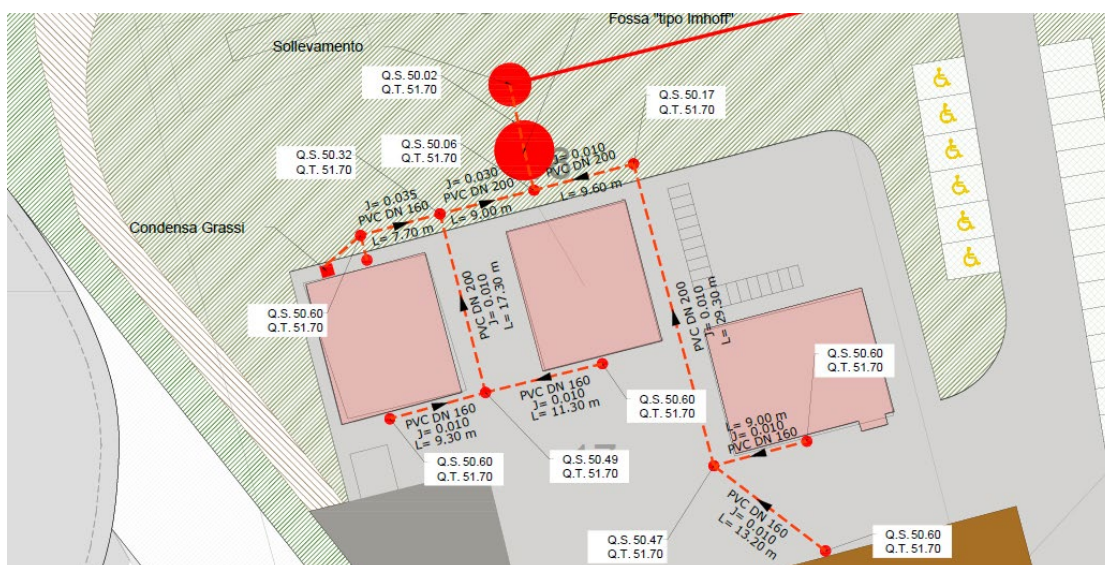 Fossa "tipo Imhoff"
Sollevamento
Q.S.50.02
Q.T. 51.70
Q.S.50.17
Q.T. 51.70
Q.S.50.06
Q.T. 51.70
Q.S.50.32
Q.T. 51.70
J= 0.010
PVC DN 200
L= 9.60 m
J= 0.030
PVC DN 200
L= 9.00 m
J= 0.035
PVC DN 160
L= 7.70 m
Condensa Grassi
PVC DN 200
J= 0.010
L= 17.30 m
PVC DN 200
J= 0.010
L= 29.30 m
Q.S.50.60
Q.T. 51.70
Q.S.50.60
Q.T. 51.70
PVC DN 160
J= 0.010
L= 11.30 m
Q.S.50.60
Q.T. 51.70
PVC DN 160
J= 0.010
L= 9.30 m
L= 9.00 m
J= 0.010
PVC DN 160
Q.S.50.60
Q.T. 51.70
Q.S.50.49
Q.T. 51.70
PVC DN 160
J= 0.010
L= 13.20 m
Q.S.50.47
Q.T. 51.70
Q.S.50.60
Q.T. 51.70